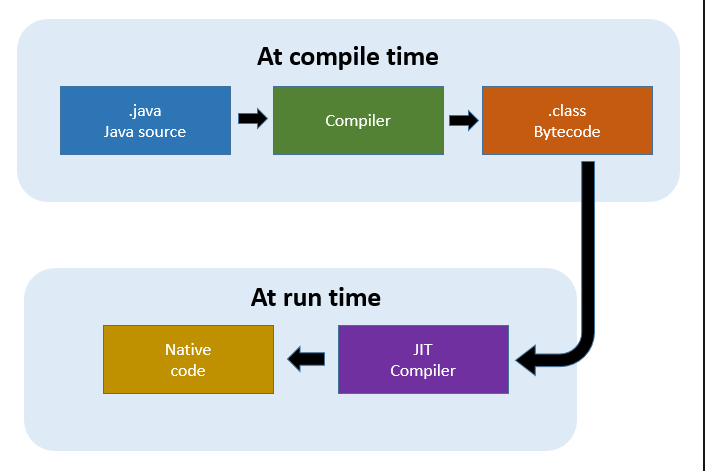 At compile time
.java
Java source
Compiler
.class
Bytecode
At run time
Native
code
JIT
Compiler